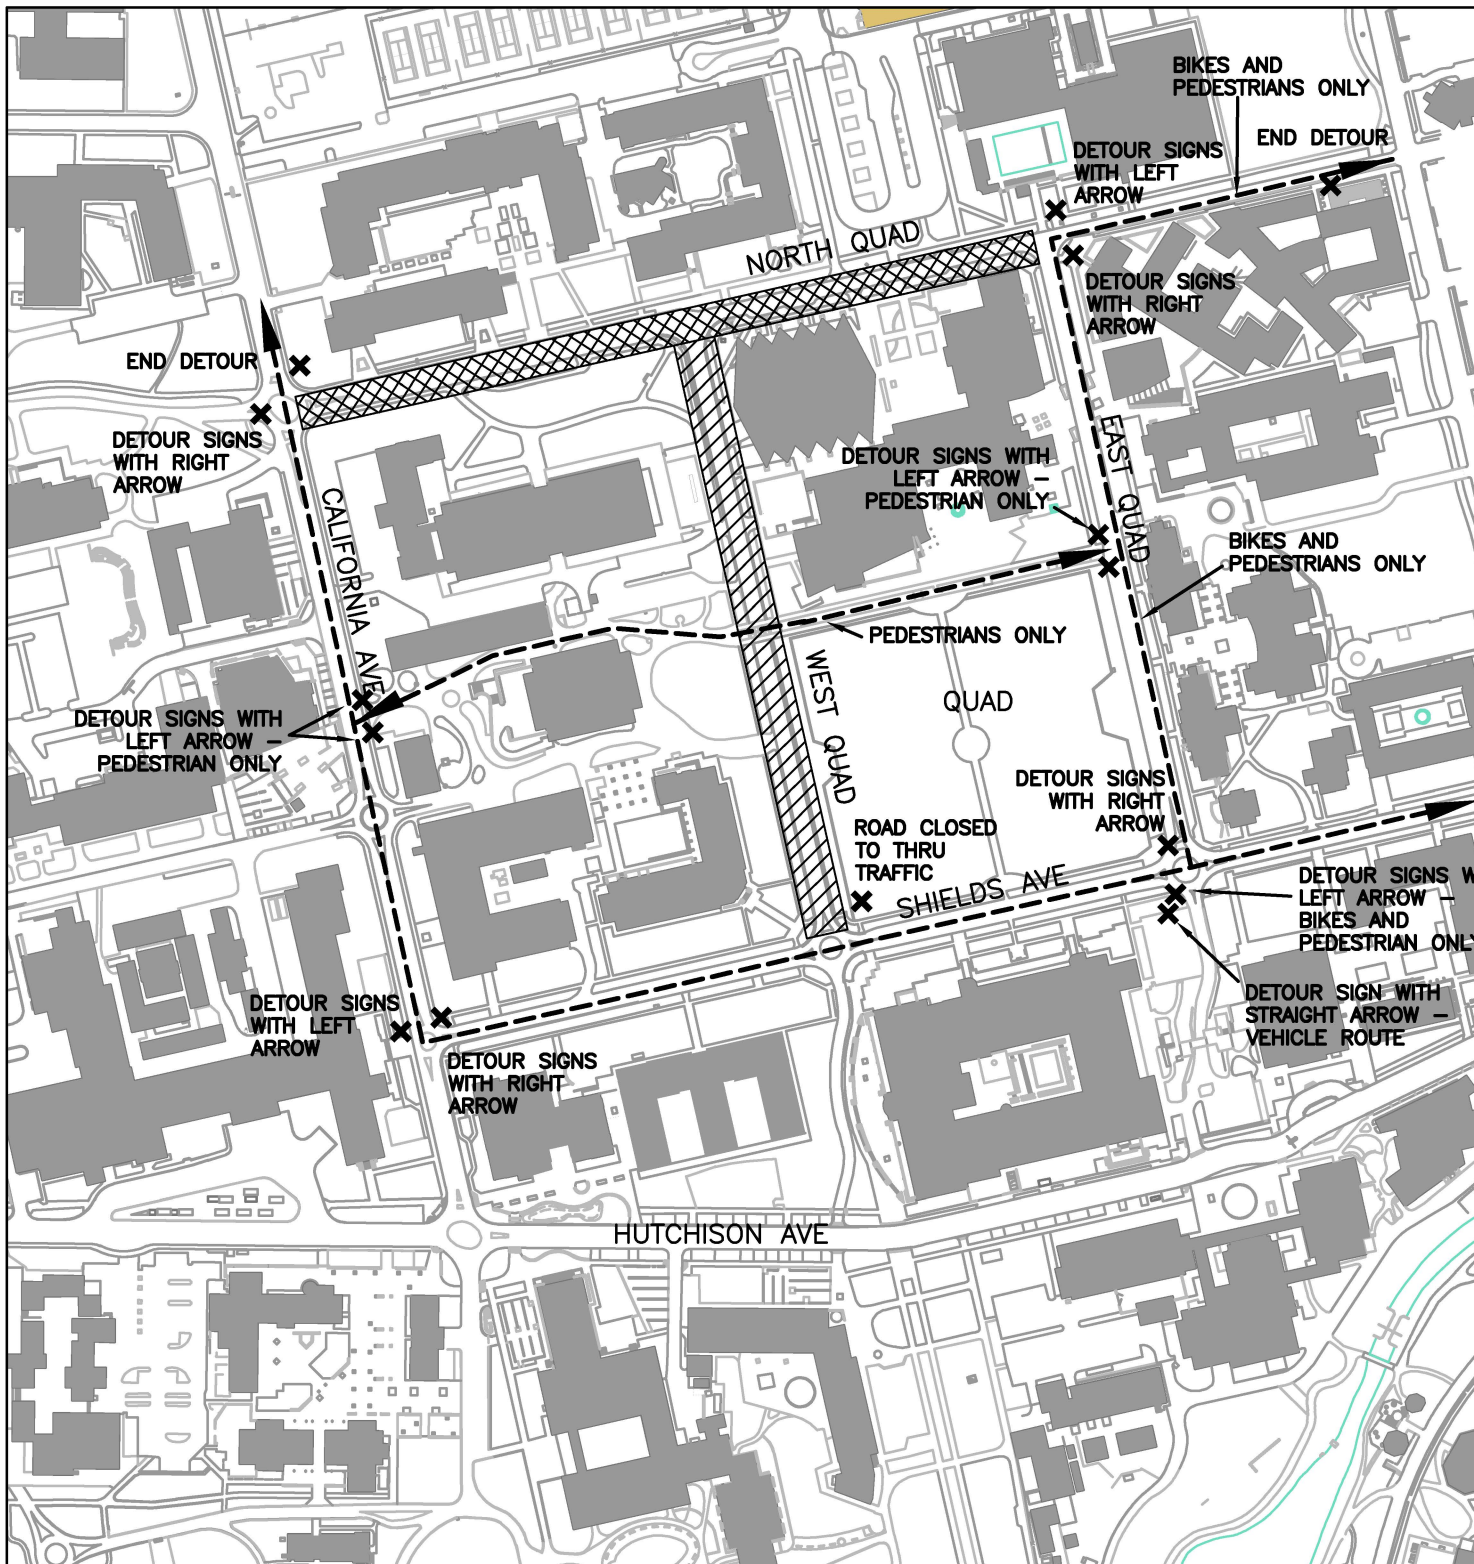 BIKES AND
PEDESTRIANS ONLY
END DETOUR
DETOUR SIGNS
WITH LEFT
ARROW
NORTH QUAD
DETOUR SIGNS
WITH RIGHT
ARROW
END DETOUR
DETOUR SIGNS
WITH RIGHT
ARROW
EAST QUAD
DETOUR SIGNS WITH
LEFT ARROW –
PEDESTRIAN ONLY
CALIFORNIA AVE
BIKES AND
PEDESTRIANS ONLY
PEDESTRIANS ONLY
WEST QUAD
QUAD
DETOUR SIGNS WITH
LEFT ARROW –
PEDESTRIAN ONLY
DETOUR SIGNS
WITH RIGHT
ARROW
ROAD CLOSED
TO THRU
TRAFFIC
SHIELDS AVE
DETOUR SIGNS W
LEFT ARROW –
BIKES AND
PEDESTRIAN ONLY
DETOUR SIGN WITH
STRAIGHT ARROW –
VEHICLE ROUTE
DETOUR SIGNS
WITH LEFT
ARROW
DETOUR SIGNS
WITH RIGHT
ARROW
HUTCHISON AVE